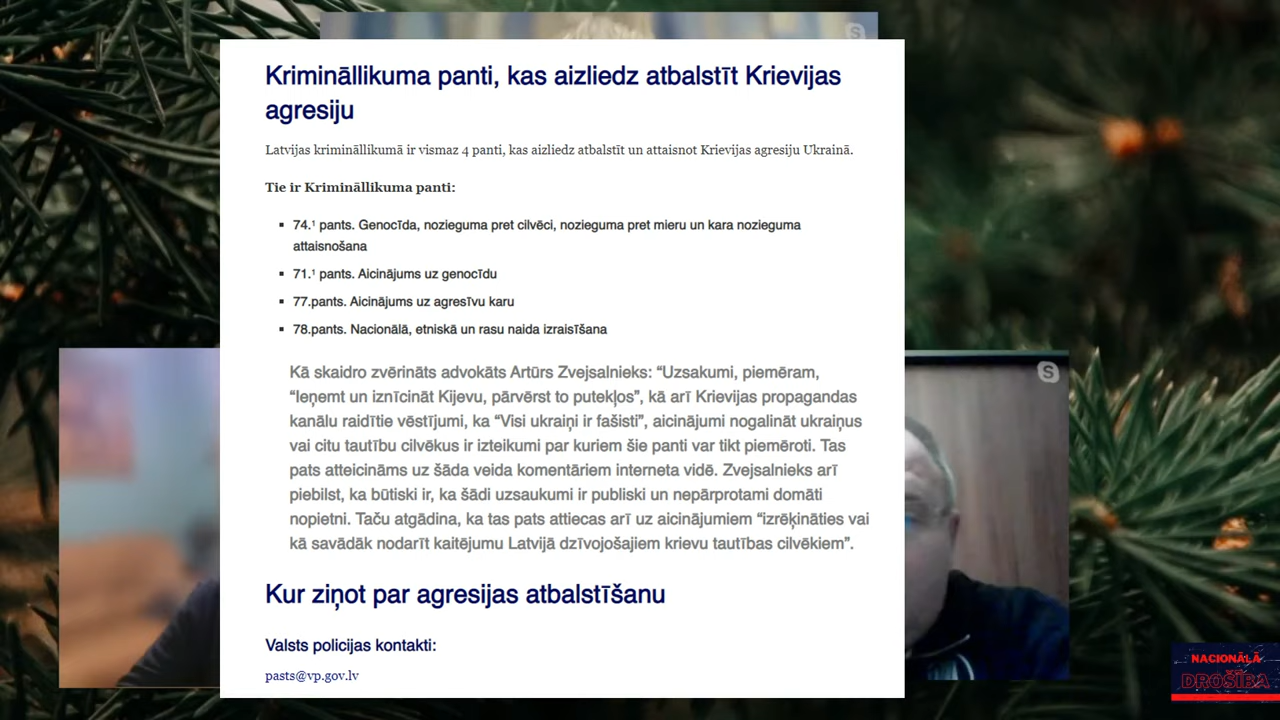 Krimināllikuma panti, kas aizliedz atbalstīt Krievijas
agresiju
Latvijas krimināllikumā ir vismaz 4 panti, kas aizliedz atbalstīt un attaisnot Krievijas agresiju Ukrainā.
Tie ir Krimināllikuma panti:
▪ 74.¹ pants. Genocīda, nozieguma pret cilvēci, nozieguma pret mieru un kara nozieguma
attaisnošana
▪ 71.¹ pants. Aicinājums uz genocīdu
▪ 77.pants. Aicinājums uz agresīvu karu
▪ 78.pants. Nacionālā, etniskā un rasu naida izraisīšana
Kā skaidro zvērināts advokāts Artūrs Zvejsalnieks: “Uzsakumi, piemēram,
“Ieņemt un iznīcināt Kijevu, pārvērst to putekļos”, kā arī Krievijas propagandas
kanālu raidītie vēstījumi, ka “Visi ukraiņi ir fašisti”, aicinājumi nogalināt ukraiņus
vai citu tautību cilvēkus ir izteikumi par kuriem šie panti var tikt piemēroti. Tas
pats atteicināms uz šāda veida komentāriem interneta vidē. Zvejsalnieks arī
piebilst, ka būtiski ir, ka šādi uzsaukumi ir publiski un nepārprotami domāti
nopietni. Taču atgādina, ka tas pats attiecas arī uz aicinājumiem “izrēķināties vai
kā savādāk nodarīt kaitējumu Latvijā dzīvojošajiem krievu tautības cilvēkiem”.
Kur ziņot par agresijas atbalstīšanu
Valsts policijas kontakti:
pasts@vp.gov.lv
NACIONĀLĀ
DROŠĪBA